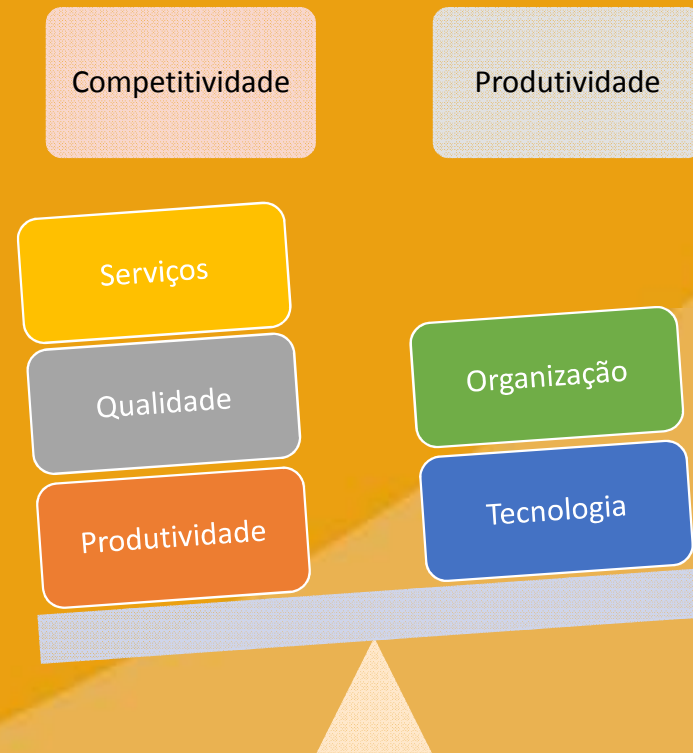 Competitividade
Produtividade
Serviços
Qualidade
Produtividade
Organização
Tecnologia